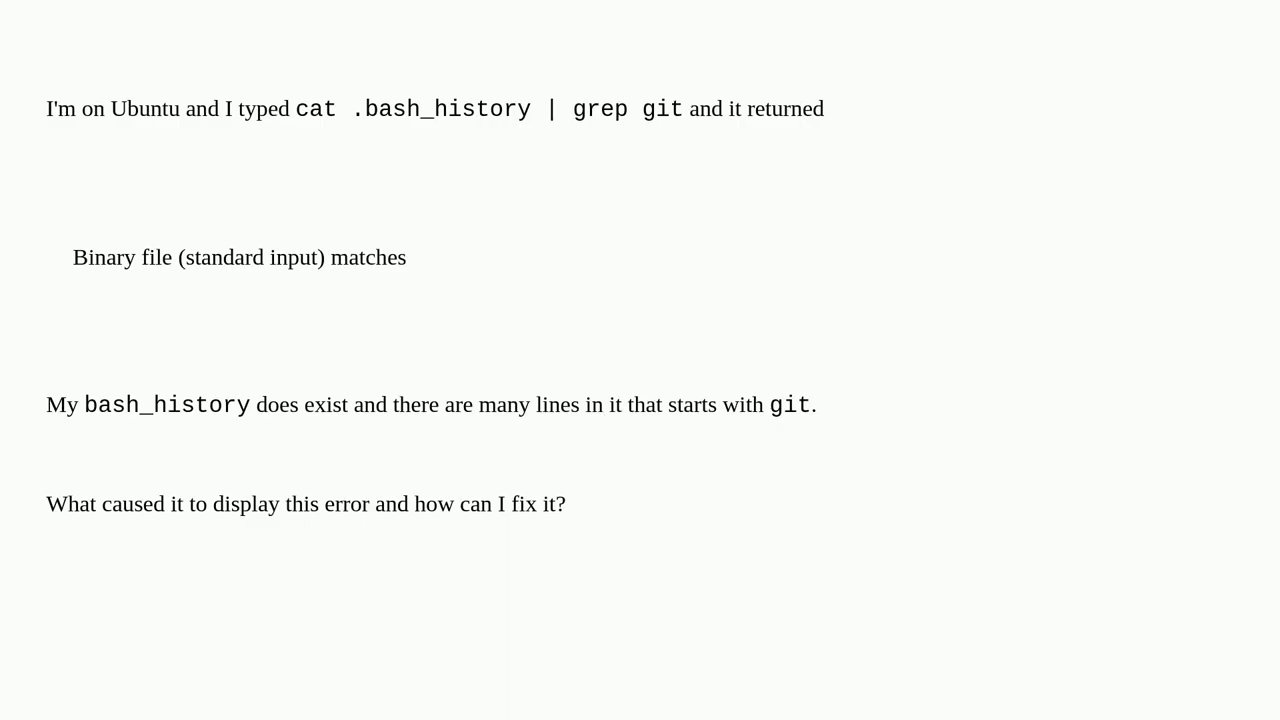 I'm on Ubuntu and I typed cat .bash_history | grep git and it returned
Binary file (standard input) matches
My bash_history does exist and there are many lines in it that starts with git.
What caused it to display this error and how can I fix it?